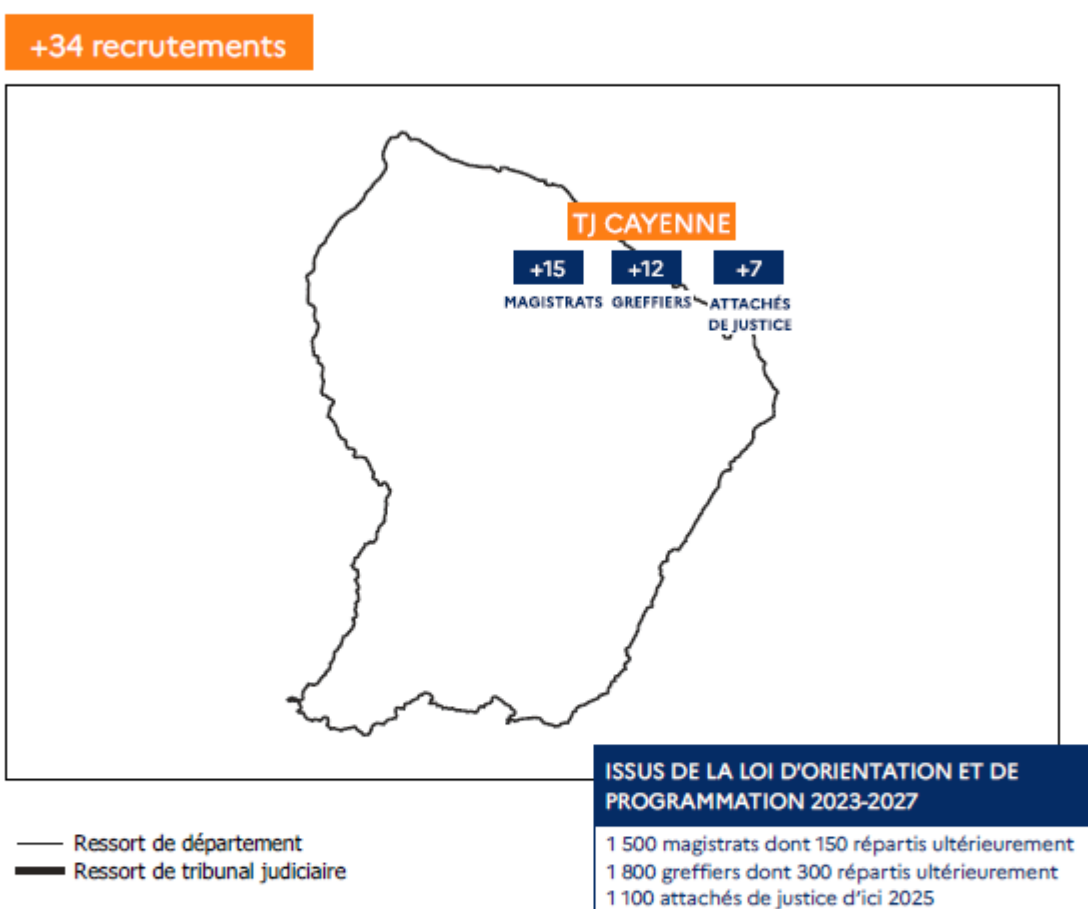 +34 recrutements
TJ CAYENNE
+15
+12
+7
MAGISTRATS
GREFFIERS
ATTACHÉS
DE JUSTICE
ISSUS DE LA LOI D'ORIENTATION ET DE
PROGRAMMATION 2023-2027
1 500 magistrats dont 150 répartis ultérieurement
1 800 greffiers dont 300 répartis ultérieurement
1 100 attachés de justice d'ici 2025
Ressort de département
Ressort de tribunal judiciaire